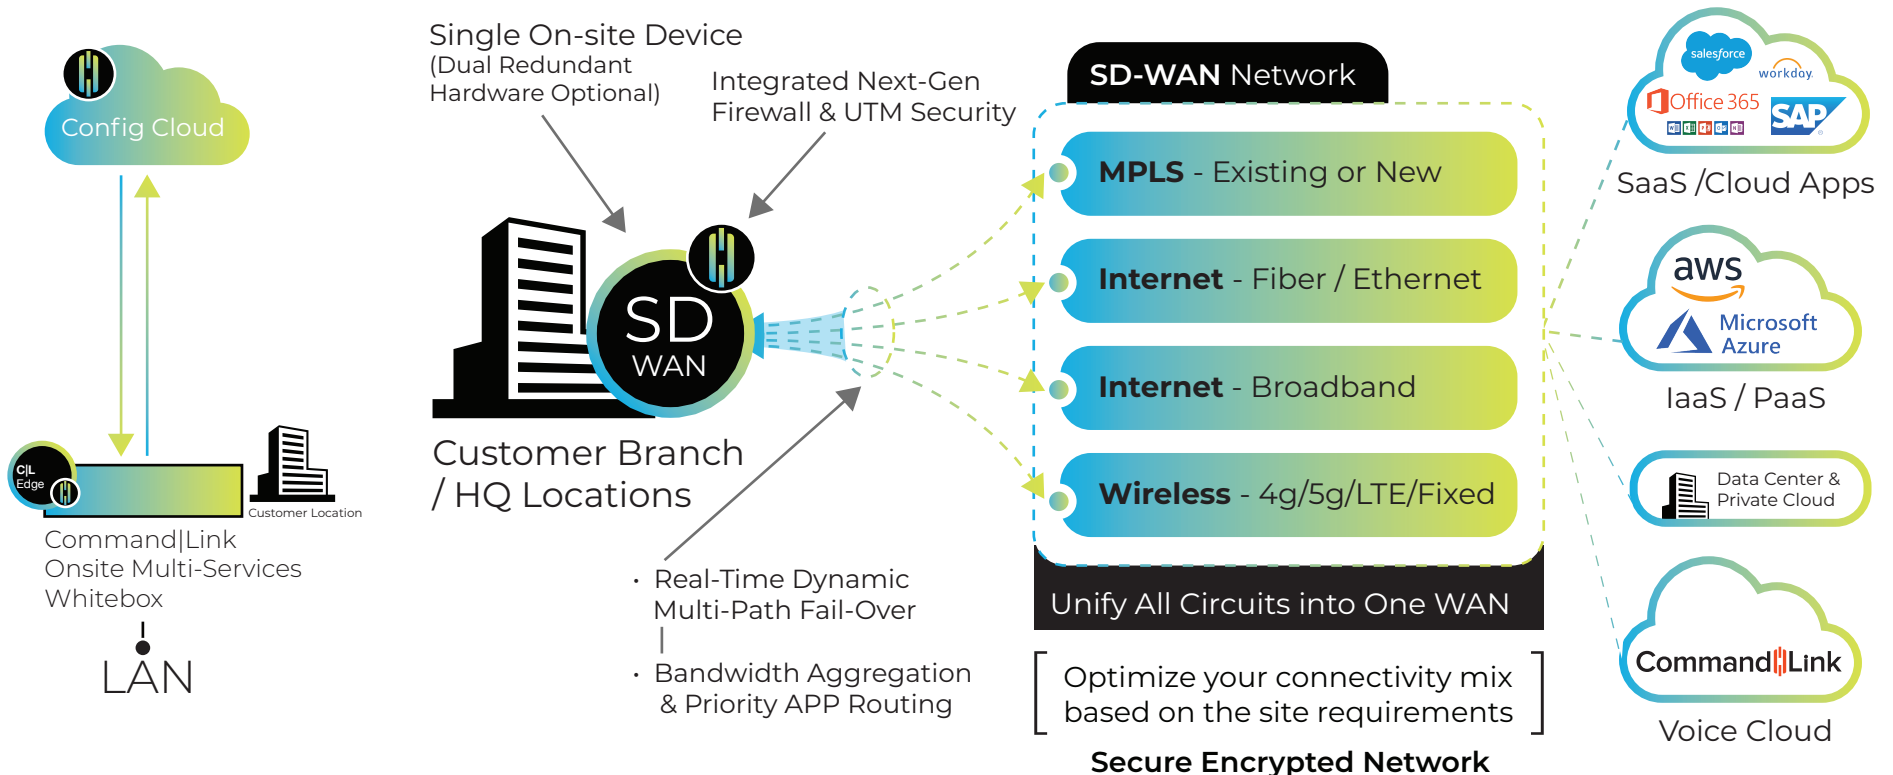 Config Cloud
C|L
Edge
Customer Location
Command|Link
Onsite Multi-Services
Whitebox
LAN
Single On-site Device
(Dual Redundant
Hardware Optional)
Integrated Next-Gen
Firewall & UTM Security
SD
WAN
Customer Branch
/ HQ Locations
· Real-Time Dynamic
Multi-Path Fail-Over
· Bandwidth Aggregation
& Priority APP Routing
SD-WAN Network
MPLS - Existing or New
Internet - Fiber / Ethernet
Internet - Broadband
Wireless - 4g/5g/LTE/Fixed
Unify All Circuits into One WAN
Optimize your connectivity mix
based on the site requirements
Secure Encrypted Network
salesforce
workday.
Office 365
SAP
SaaS /Cloud Apps
aws
Microsoft
Azure
IaaS / PaaS
Data Center &
Private Cloud
Command Link
Voice Cloud